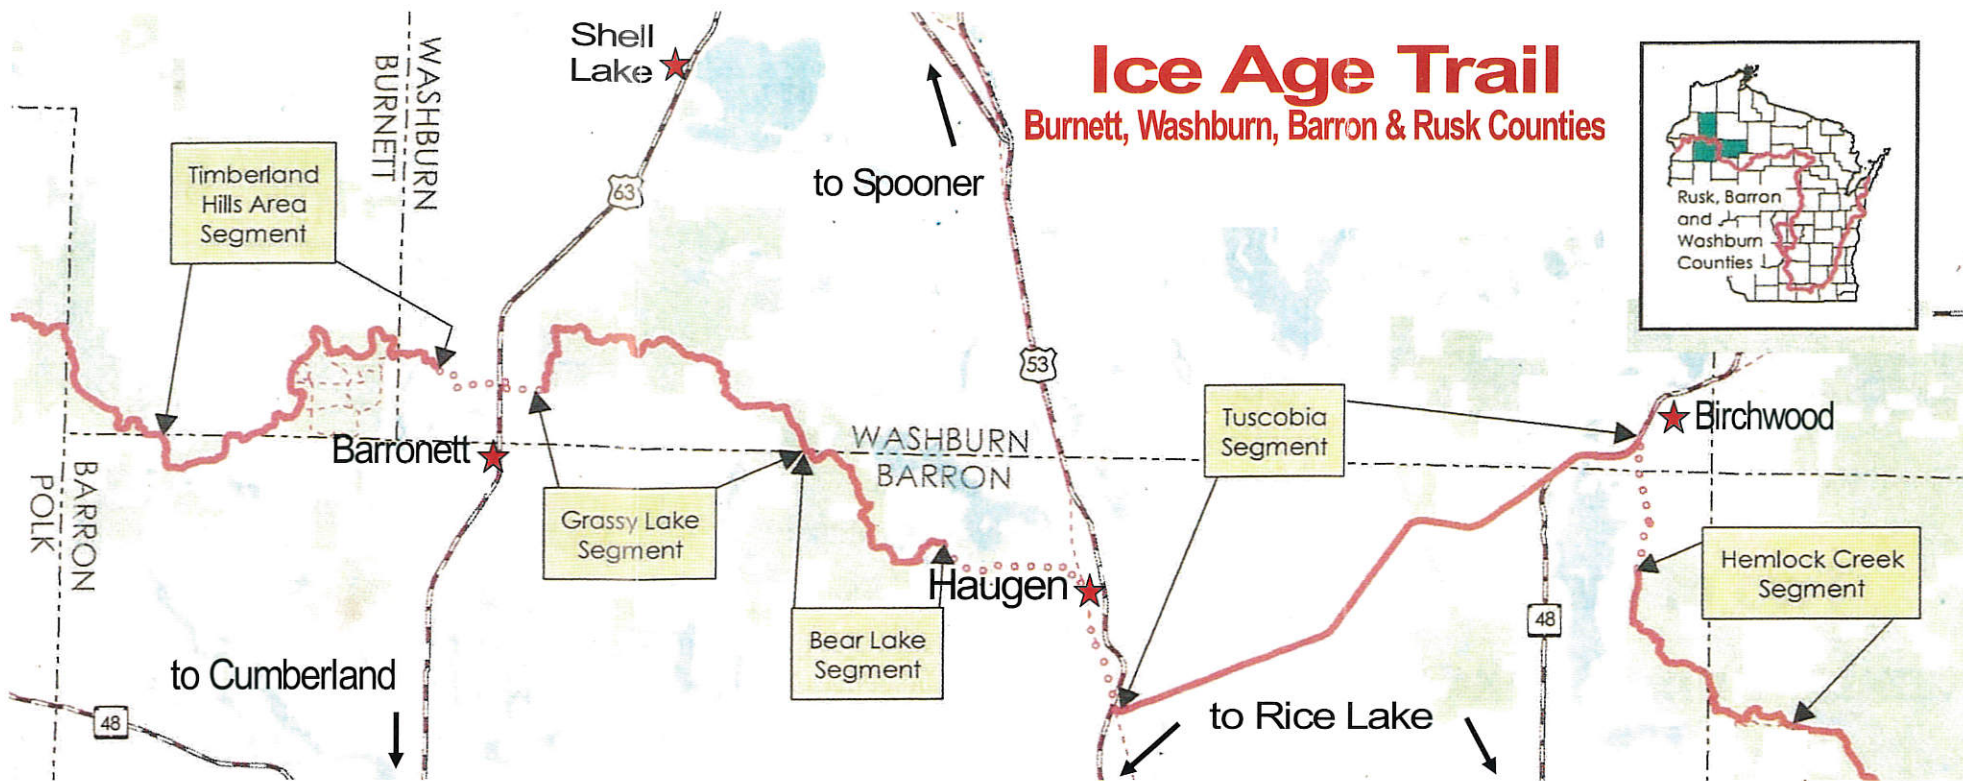 Ice Age Trail
Burnett, Washburn, Barron & Rusk Counties
Shell
Lake
WASHBURN
BURNETT
Timberland
Hills Area
Segment
63
to Spooner
Rusk, Barron
and
Washburn
Counties
53
Tuscobia
Segment
Birchwood
Barronett
WASHBURN
BARRON
BARRON
POLK
Grassy Lake
Segment
Haugen
Hemlock Creek
Segment
Bear Lake
Segment
48
to Cumberland
48
to Rice Lake